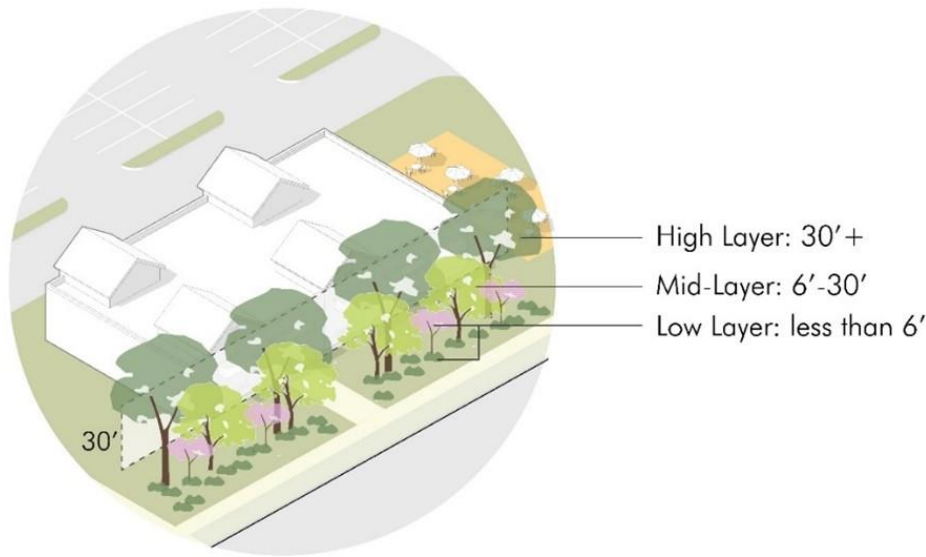 High Layer: 30’+
Mid-Layer: 6’-30’
Low Layer: less than 6’
30’